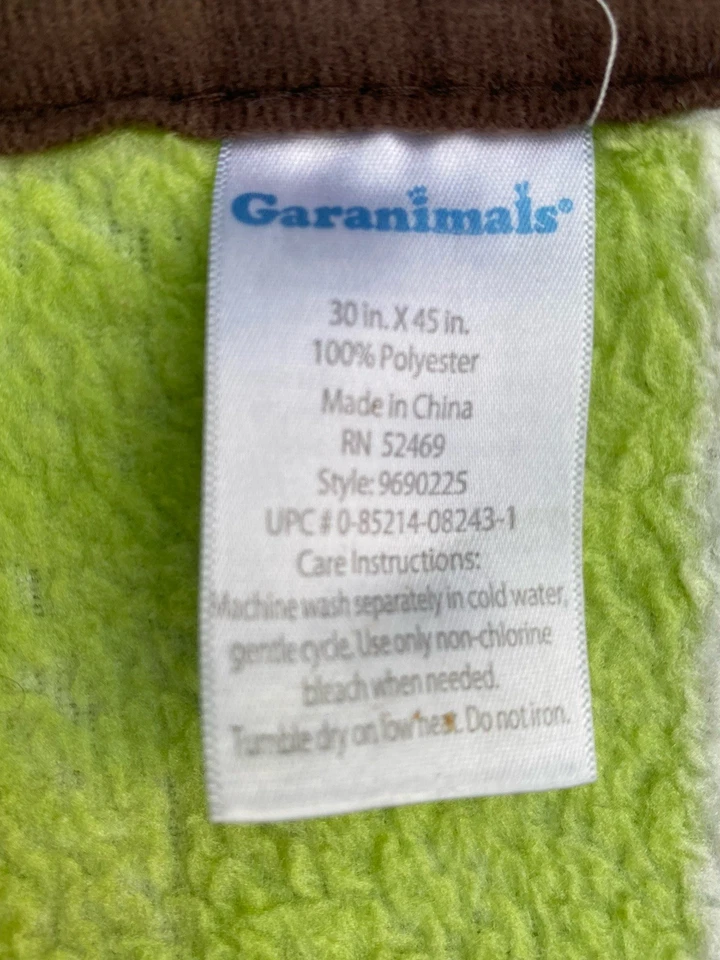 Garanimals®
30 in. X 45 in.
100% Polyester
Made in China
RN 52469
Style: 9690225
UPC # 0-85214-08243-1
Care Instructions:
Machine wash separately in cold water,
gentle cycle. Use only non-chlorine
bleach when needed.
Tumble dry on low heat. Do not iron.